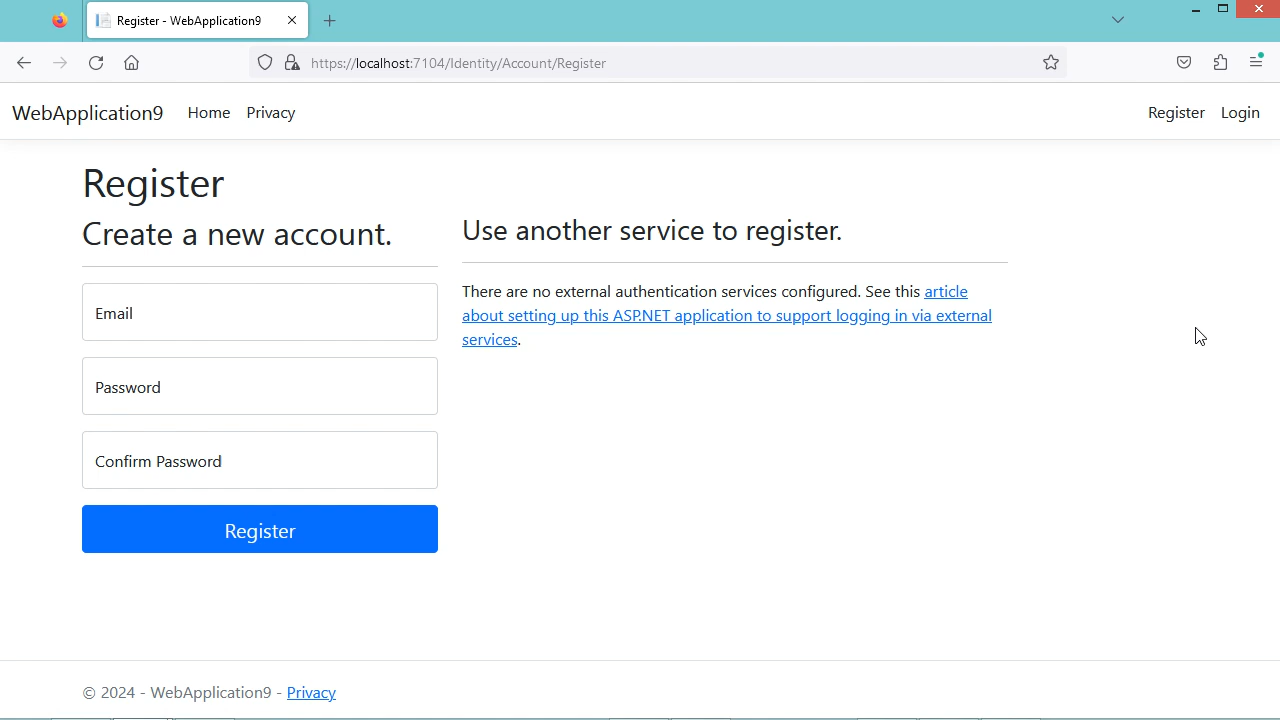 Register - WebApplication9
https://localhost:7104/Identity/Account/Register
WebApplication9 Home Privacy Register Login
Register
Create a new account.
Email
Password
Confirm Password
Register
Use another service to register.
There are no external authentication services configured. See this article
about setting up this ASP.NET application to support logging in via external
services.
© 2024 - WebApplication9 - Privacy